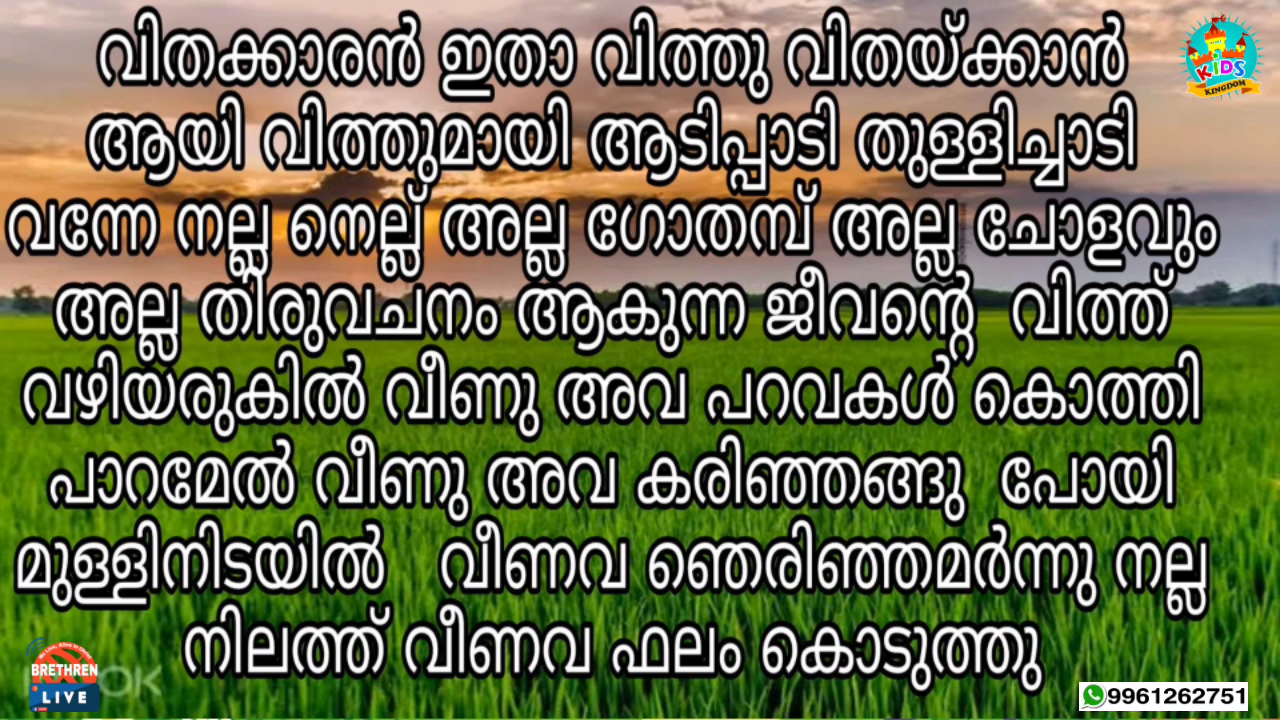 വിതക്കാരൻ ഇതാ വിത്തു വിതയ്ക്കാൻ
ആയി വിത്തുമായി ആടിപ്പാടി തുള്ളിച്ചാടി
വന്നേ നല്ല നെല്ല് അല്ല ഗോതമ്പ് അല്ല ചോളവും
അല്ല തിരുവചനം ആകുന്ന ജീവന്റെ വിത്ത്
വഴിയരുകിൽ വീണു അവ പറവകൾ കൊത്തി
പാറമേൽ വീണു അവ കരിഞ്ഞങ്ങു പോയി
മുള്ളിനിടയിൽ വീണവ ഞെരിഞ്ഞമർന്നു നല്ല
നിലത്ത് വീണവ ഫലം കൊടുത്തു
KIDS
KINGDOM
BRETHREN
LIVE
9961262751